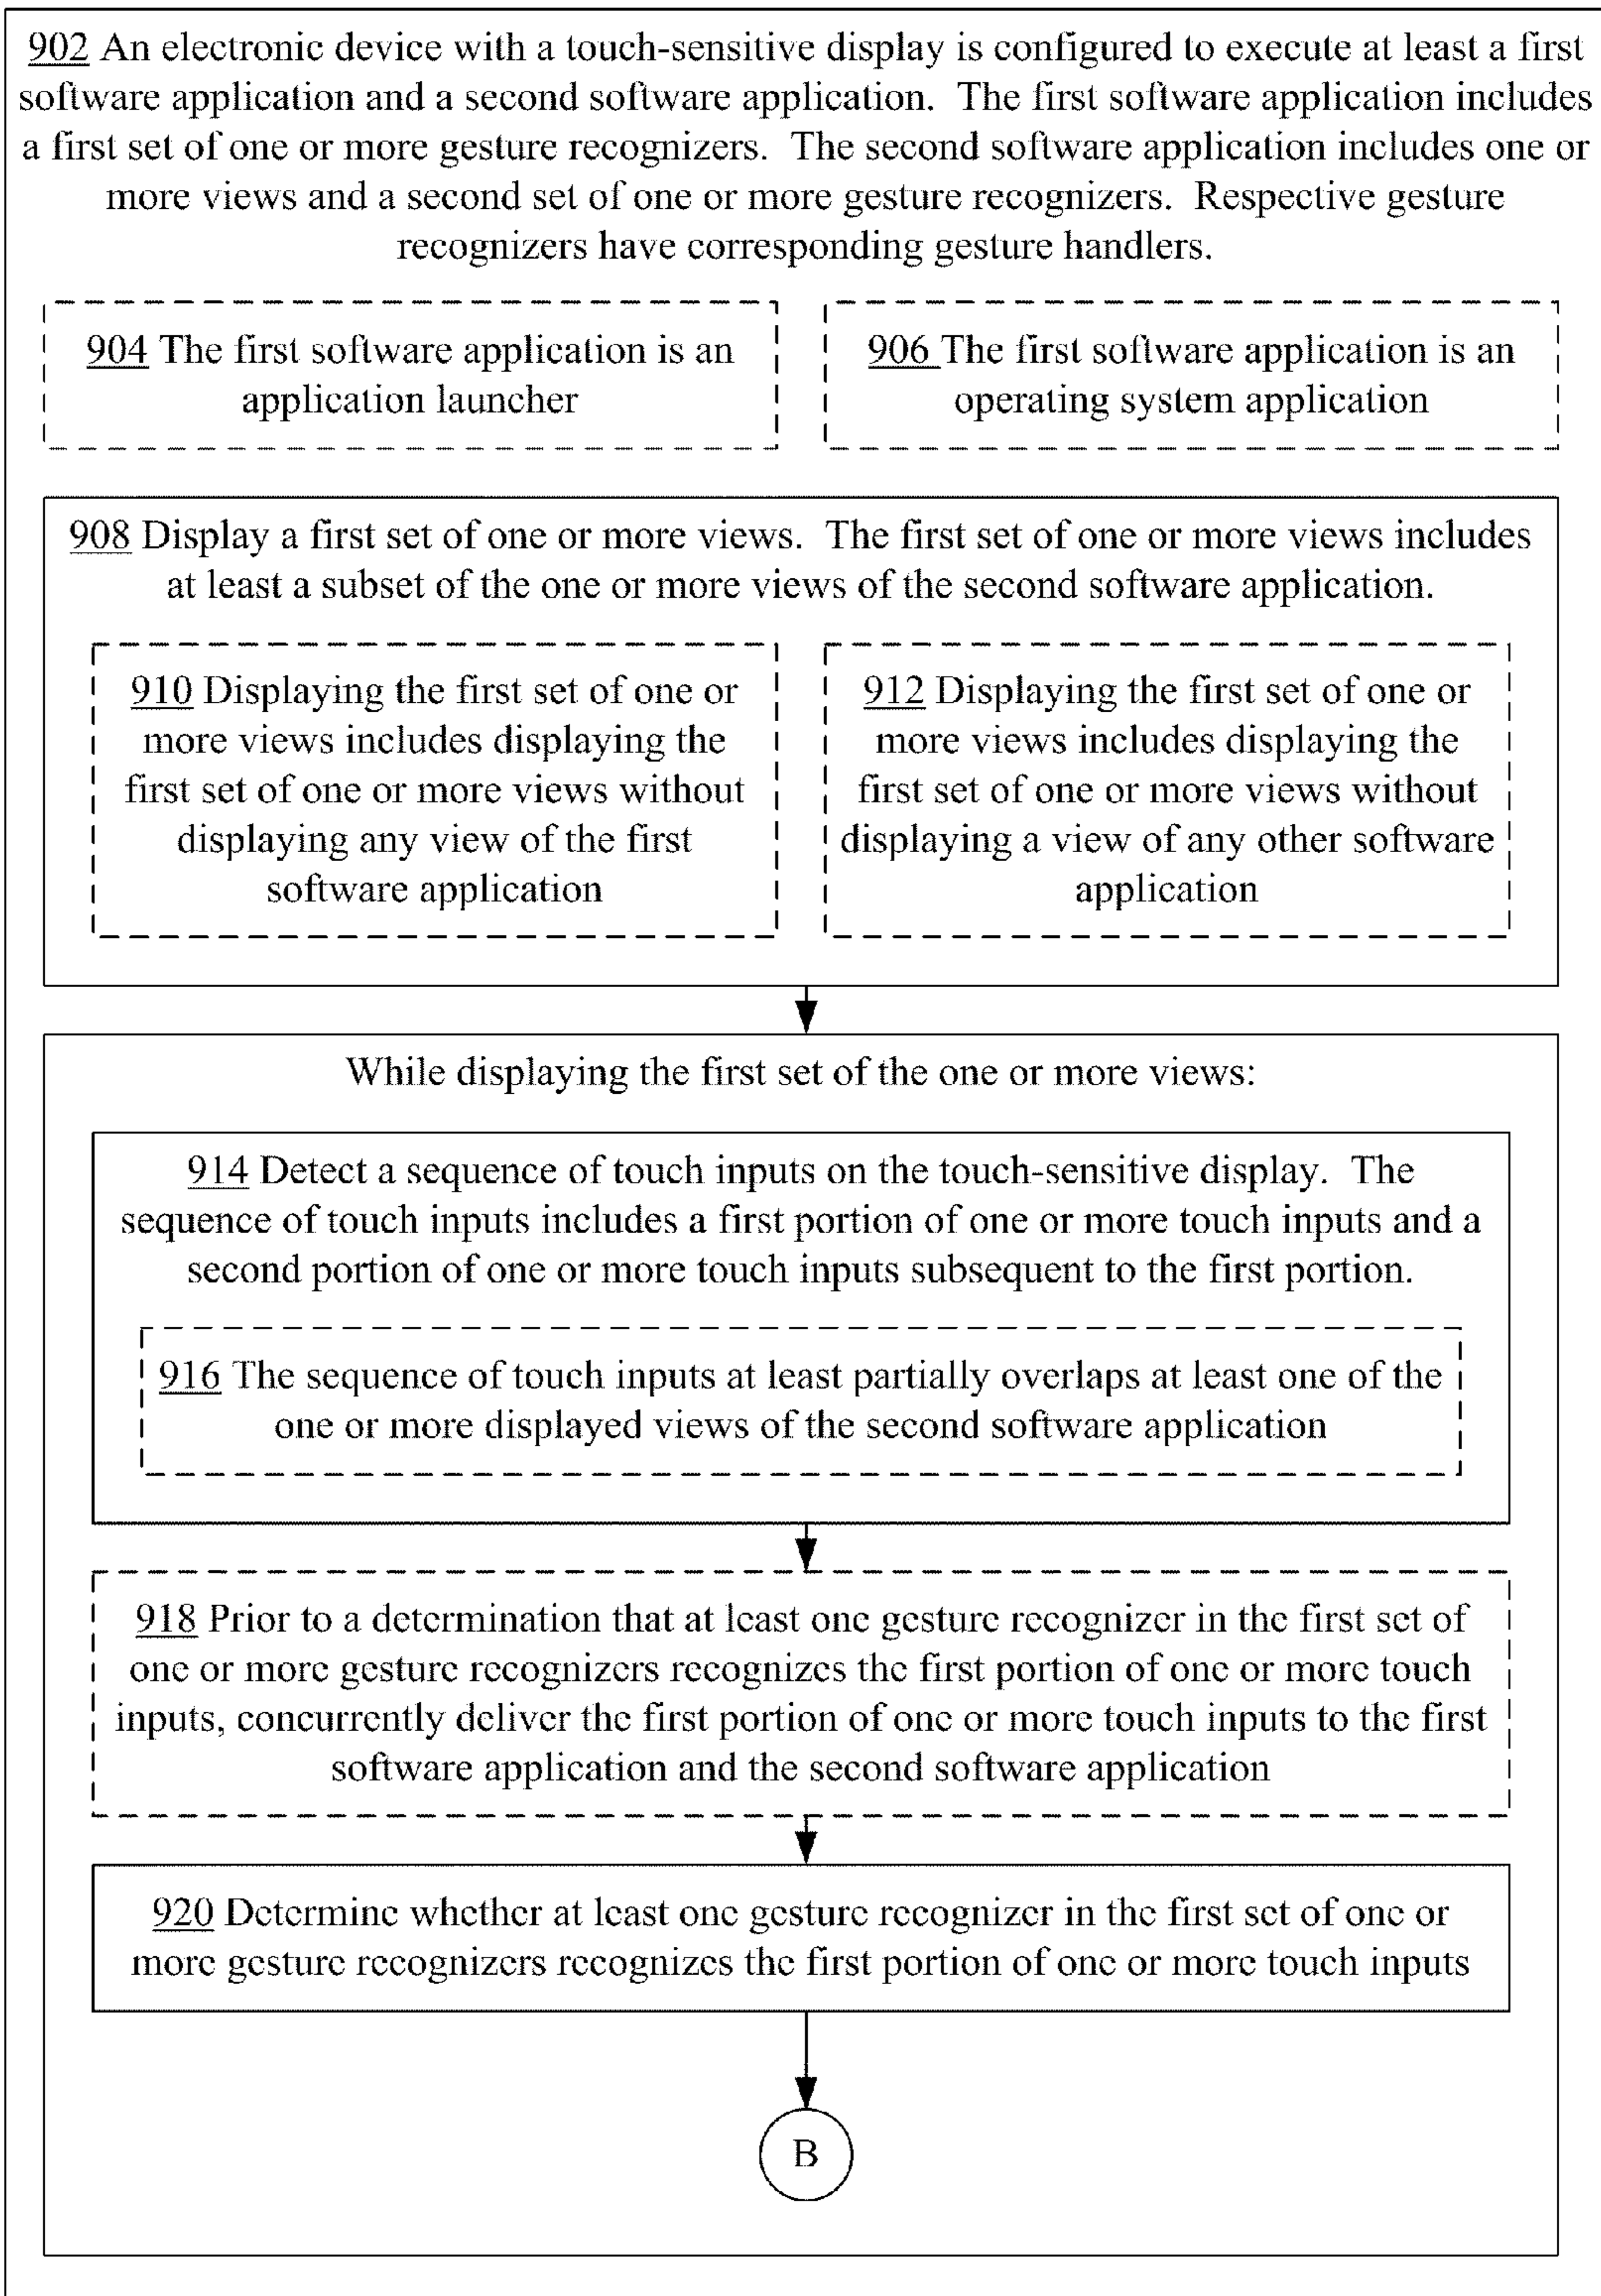 902 An electronic device with a touch-sensitive display is configured to execute at least a first
software application and a second software application.  The first software application includes
a first set of one or more gesture recognizers.  The second software application includes one or
more views and a second set of one or more gesture recognizers.  Respective gesture
recognizers have corresponding gesture handlers.
904 The first software application is an
application launcher
906 The first software application is an
operating system application
908 Display a first set of one or more views.  The first set of one or more views includes
at least a subset of the one or more views of the second software application.
910 Displaying the first set of one or
more views includes displaying the
first set of one or more views without
displaying any view of the first
software application
912 Displaying the first set of one or
more views includes displaying the
first set of one or more views without
displaying a view of any other software
application
While displaying the first set of the one or more views:
914 Detect a sequence of touch inputs on the touch-sensitive display.  The
sequence of touch inputs includes a first portion of one or more touch inputs and a
second portion of one or more touch inputs subsequent to the first portion.
916 The sequence of touch inputs at least partially overlaps at least one of the
one or more displayed views of the second software application
918 Prior to a determination that at least one gesture recognizer in the first set of
one or more gesture recognizers recognizes the first portion of one or more touch
inputs, concurrently deliver the first portion of one or more touch inputs to the first
software application and the second software application
920 Determine whether at least one gesture recognizer in the first set of one or
more gesture recognizers recognizes the first portion of one or more touch inputs
B